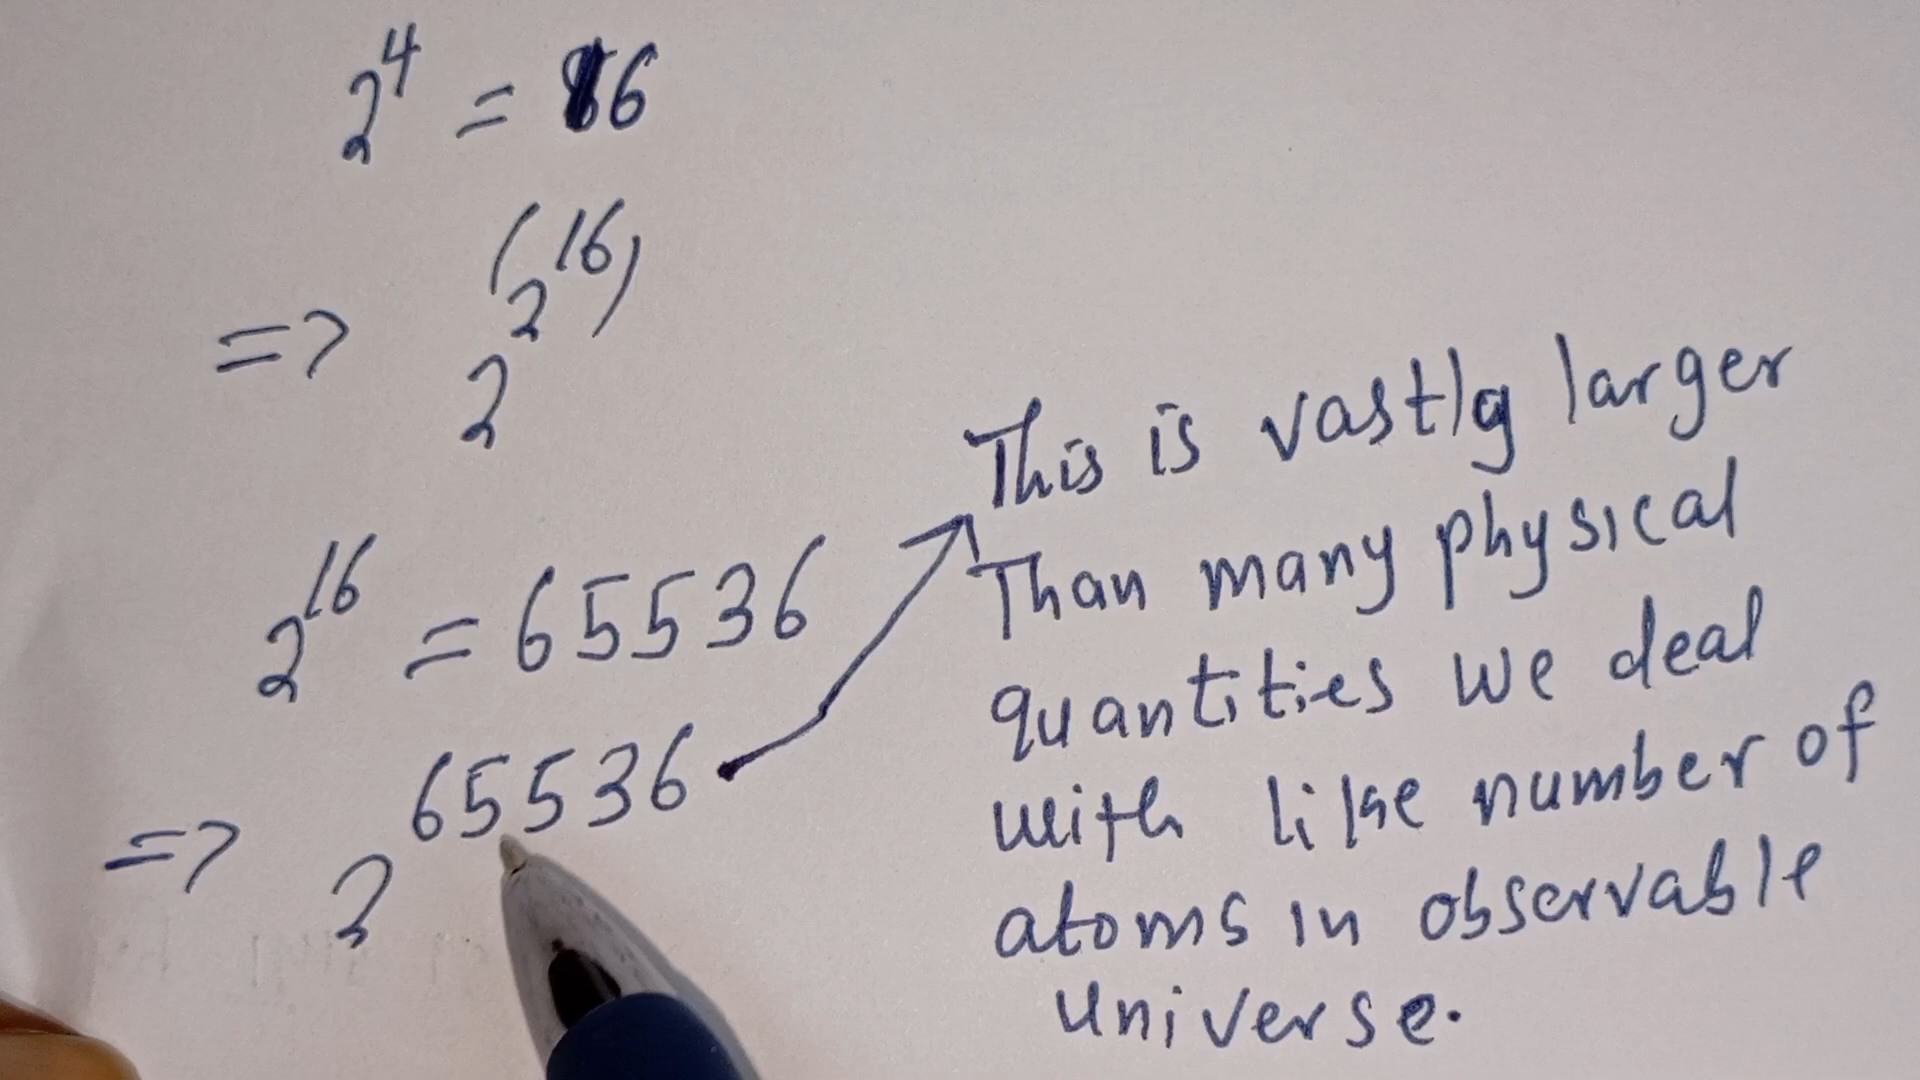 2^4 = 16
=> 2^(2^16)
2^16 = 65536
=> 2^65536
This is vastly larger
Than many physical
quantities we deal
with like number of
atoms in observable
universe.